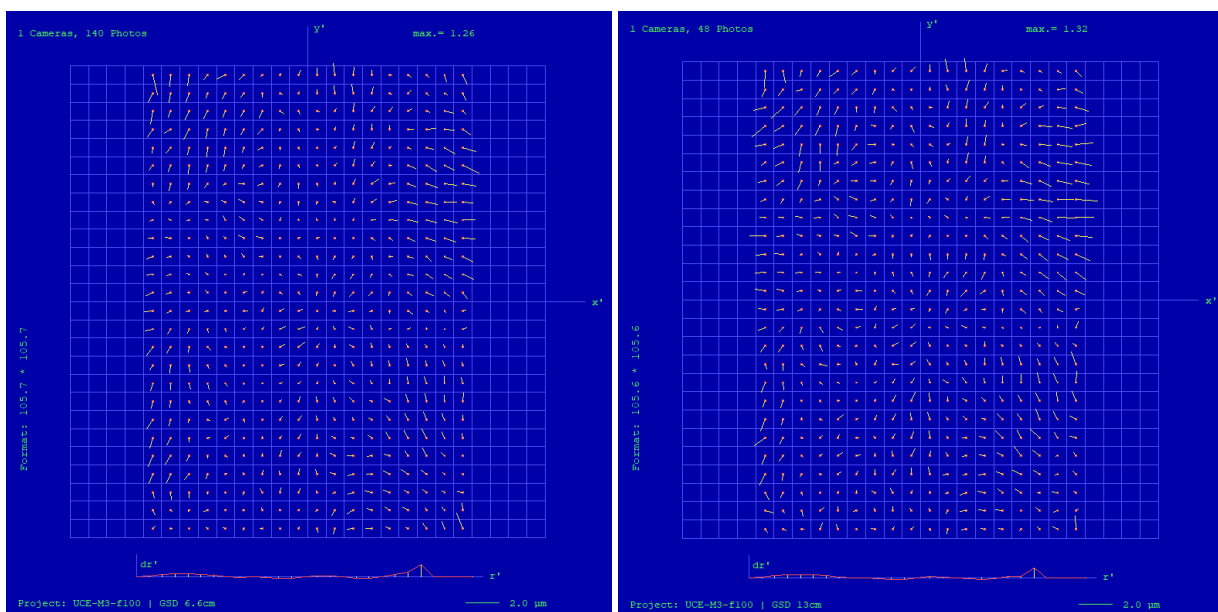 1 Cameras, 140 Photos
y'
max.= 1.26
x'
Format: 105.7 * 105.7
dr'
r'
Project: UCE-M3-f100 | GSD 6.6cm
2.0 µm
1 Cameras, 48 Photos
y'
max.= 1.32
x'
Format: 105.6 * 105.6
dr'
r'
Project: UCE-M3-f100 | GSD 13cm
2.0 µm